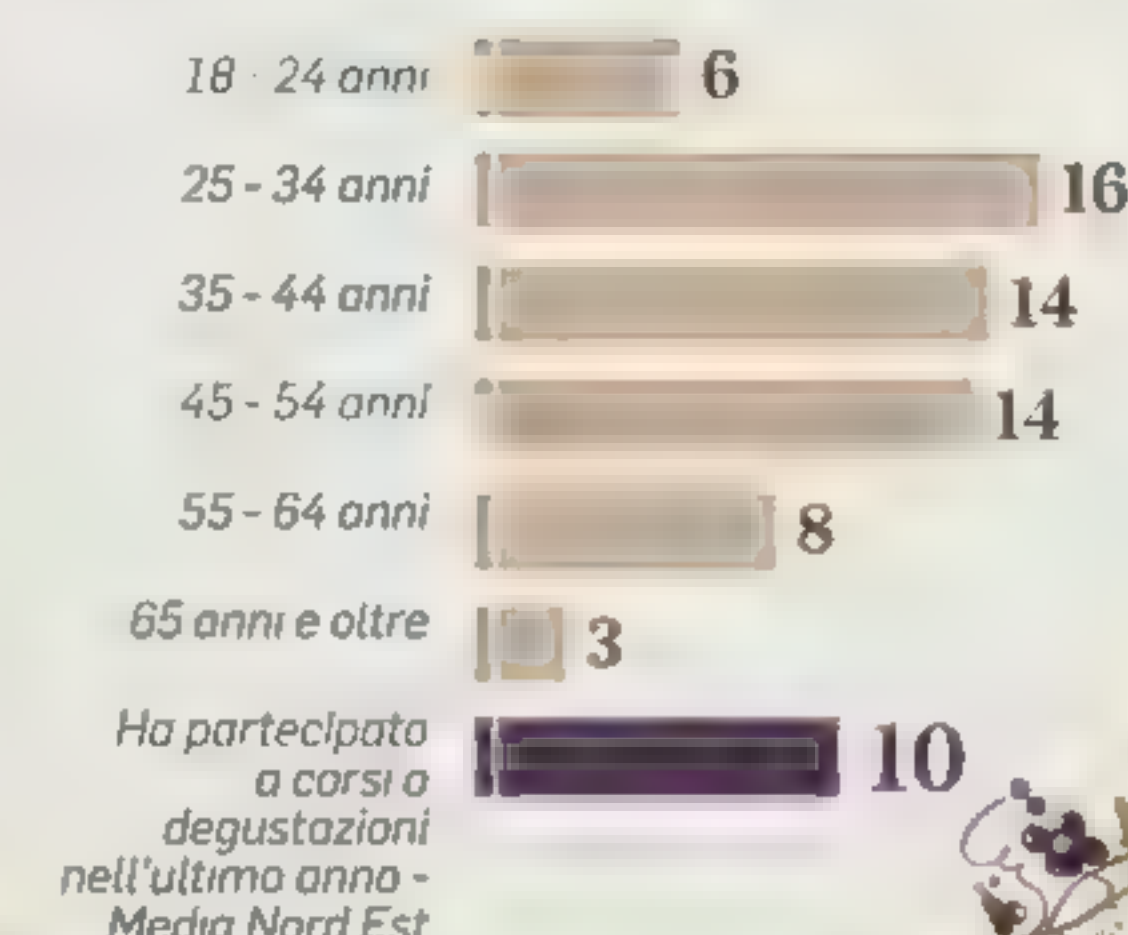 18 - 24 anni 6
25 - 34 anni 16
35 - 44 anni 14
45 - 54 anni 14
55 - 64 anni 8
65 anni e oltre 3
Ha partecipato 10
a corsi o
degustazioni
nell'ultimo anno -
Media Nord Est